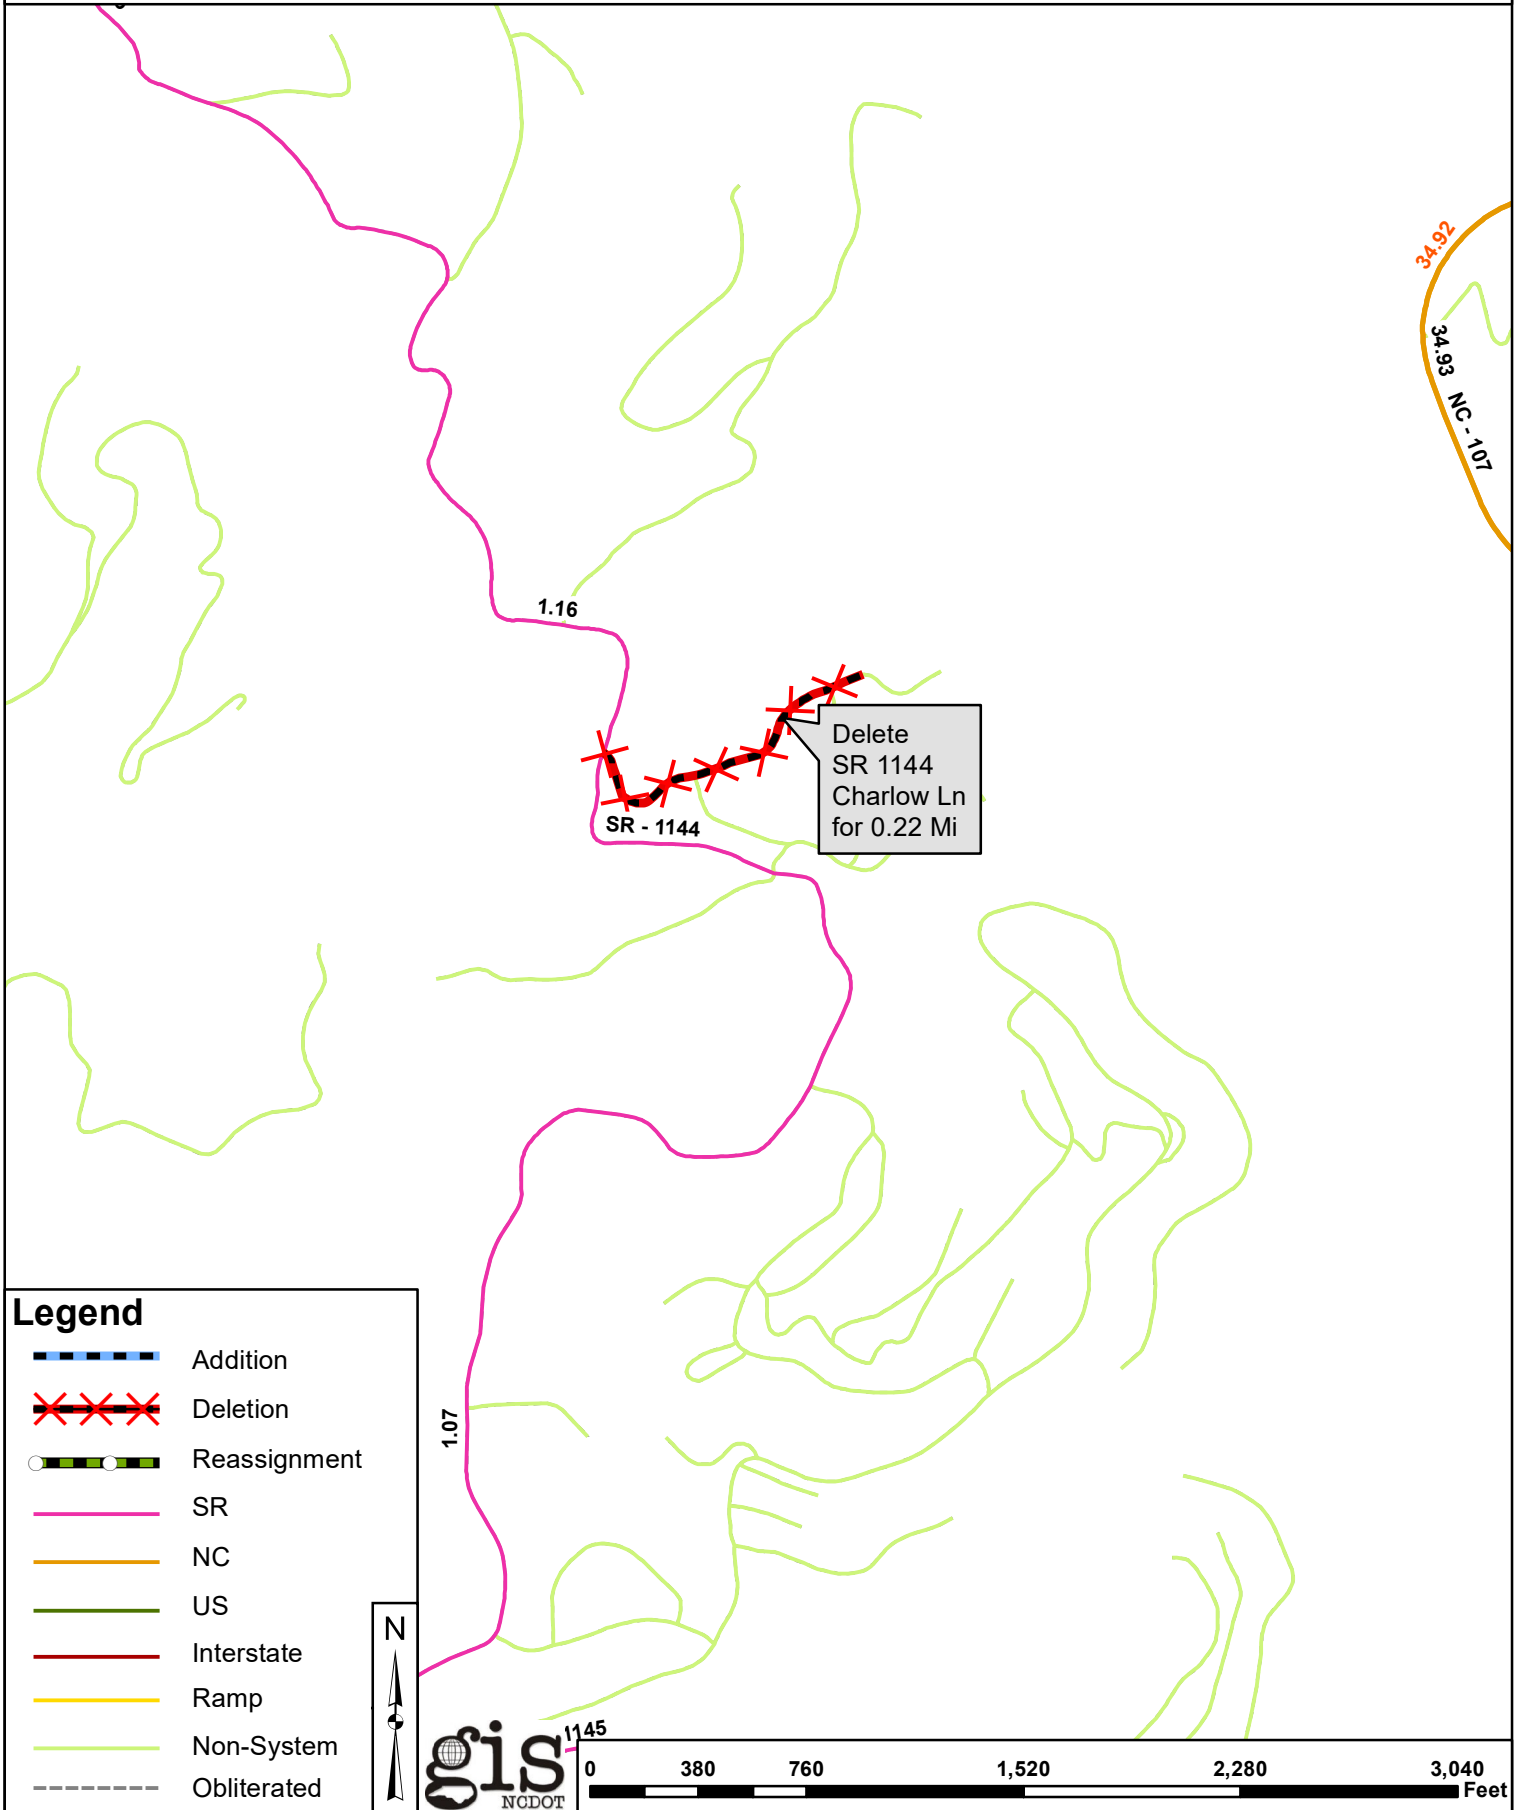 34.92
34.93 NC - 107
1.16
Delete
SR 1144
Charlow Ln
for 0.22 Mi
SR - 1144
1.07
Legend
Addition
Deletion
Reassignment
SR
NC
US
Interstate
Ramp
Non-System
Obliterated
N
gis
NCDOT
1145
0 380 760 1,520 2,280 3,040
Feet